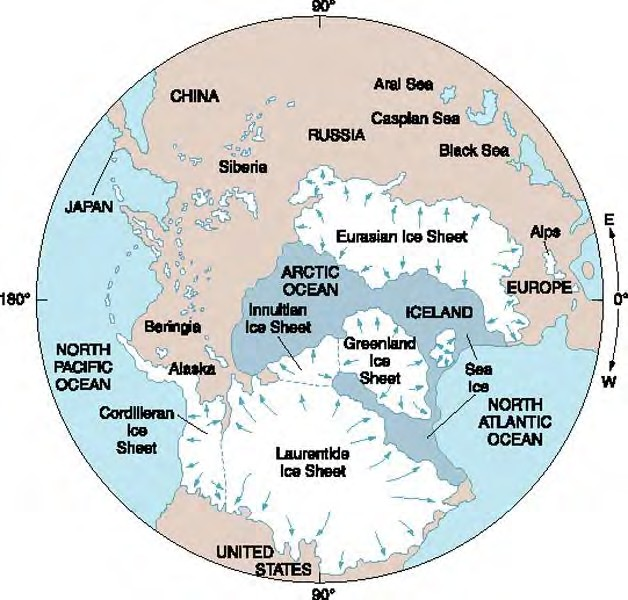 90°
CHINA
Aral Sea
Caspian Sea
RUSSIA
Black Sea
Siberia
JAPAN
E
Alps
Eurasian Ice Sheet
ARCTIC
OCEAN
EUROPE
180°
0°
Innuitian
Ice Sheet
ICELAND
Beringia
Greenland
Ice
Sheet
NORTH
PACIFIC
OCEAN
Alaska
Sea
Ice
W
Cordilleran
Ice
Sheet
NORTH
ATLANTIC
OCEAN
Laurentide
Ice Sheet
UNITED
STATES
90°